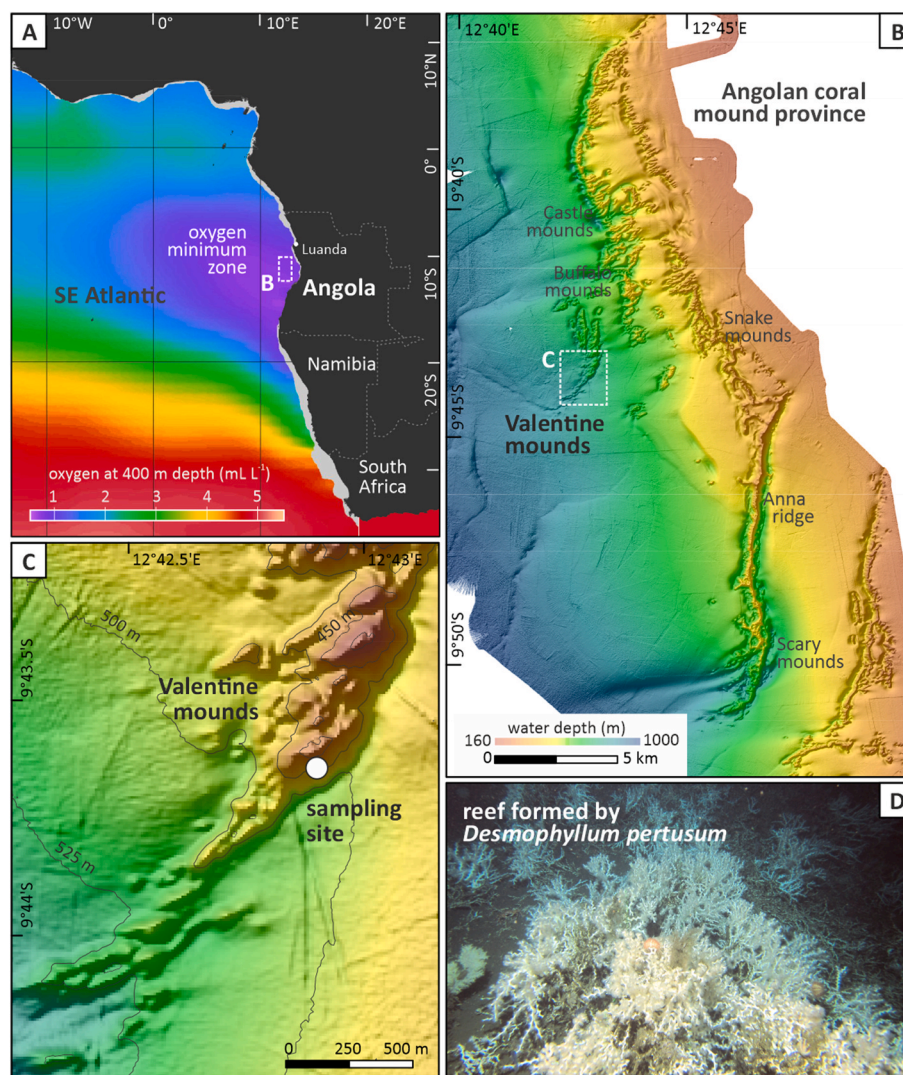 A
10°W
0°
10°E
20°E
10°N
0°
10°S
20°S
oxygen
minimum
zone
Luanda
B
Angola
SE Atlantic
Namibia
South
Africa
oxygen at 400 m depth (mL L⁻¹)
1 2 3 4 5
B
12°40'E
12°45'E
Angolan coral
mound province
9°40'S
Castle
mounds
Buffalo
mounds
Snake
mounds
C
9°45'S
Valentine
mounds
Anna
ridge
9°50'S
Scary
mounds
water depth (m)
160 1000
0 5 km
C
12°42.5'E
12°43'E
500 m
450 m
9°43.5'S
Valentine
mounds
sampling
site
525 m
9°44'S
0 250 500 m
D
reef formed by
Desmophyllum pertusum